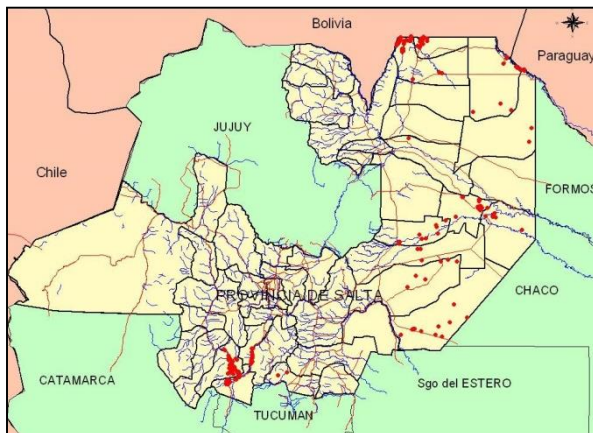 Bolivia
Paraguay
JUJUY
Chile
FORMOS
CHACO
PROVINCIA DE SALTA
CATAMARCA
Sgo del ESTERO
TUCUMAN